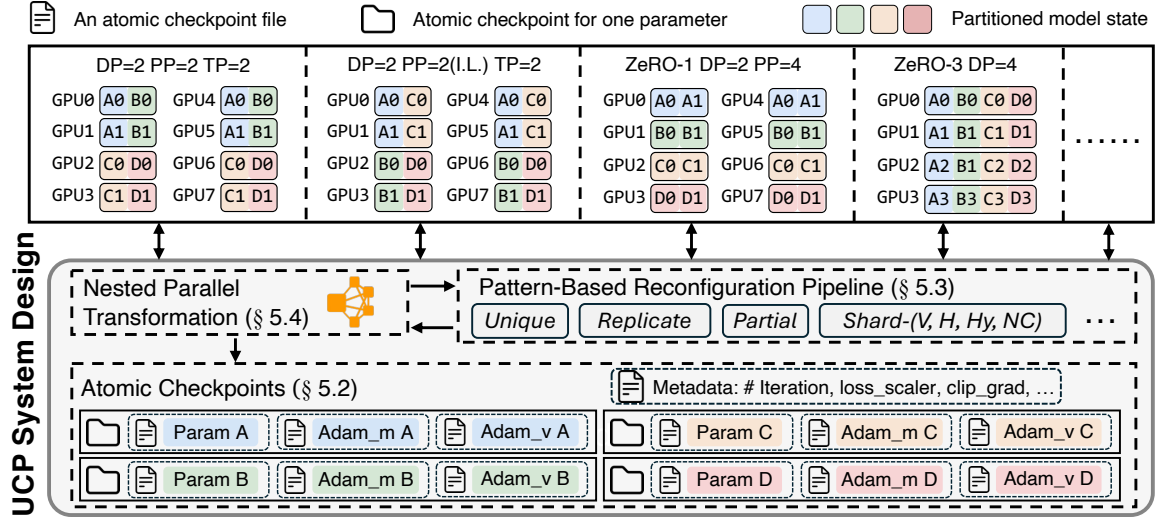 An atomic checkpoint file
Atomic checkpoint for one parameter
Partitioned model state
DP=2 PP=2 TP=2
GPU0 A0 B0 GPU4 A0 B0
GPU1 A1 B1 GPU5 A1 B1
GPU2 C0 D0 GPU6 C0 D0
GPU3 C1 D1 GPU7 C1 D1
DP=2 PP=2(I.L.) TP=2
GPU0 A0 C0 GPU4 A0 C0
GPU1 A1 C1 GPU5 A1 C1
GPU2 B0 D0 GPU6 B0 D0
GPU3 B1 D1 GPU7 B1 D1
ZeRO-1 DP=2 PP=4
GPU0 A0 A1 GPU4 A0 A1
GPU1 B0 B1 GPU5 B0 B1
GPU2 C0 C1 GPU6 C0 C1
GPU3 D0 D1 GPU7 D0 D1
ZeRO-3 DP=4
GPU0 A0 B0 C0 D0
GPU1 A1 B1 C1 D1
GPU2 A2 B1 C2 D2
GPU3 A3 B3 C3 D3
......
UCP System Design
Nested Parallel
Transformation (§ 5.4)
Pattern-Based Reconfiguration Pipeline (§ 5.3)
Unique Replicate Partial Shard-(V, H, Hy, NC) ...
Atomic Checkpoints (§ 5.2)
Metadata: # Iteration, loss_scaler, clip_grad, ...
Param A Adam_m A Adam_v A
Param C Adam_m C Adam_v C
Param B Adam_m B Adam_v B
Param D Adam_m D Adam_v D